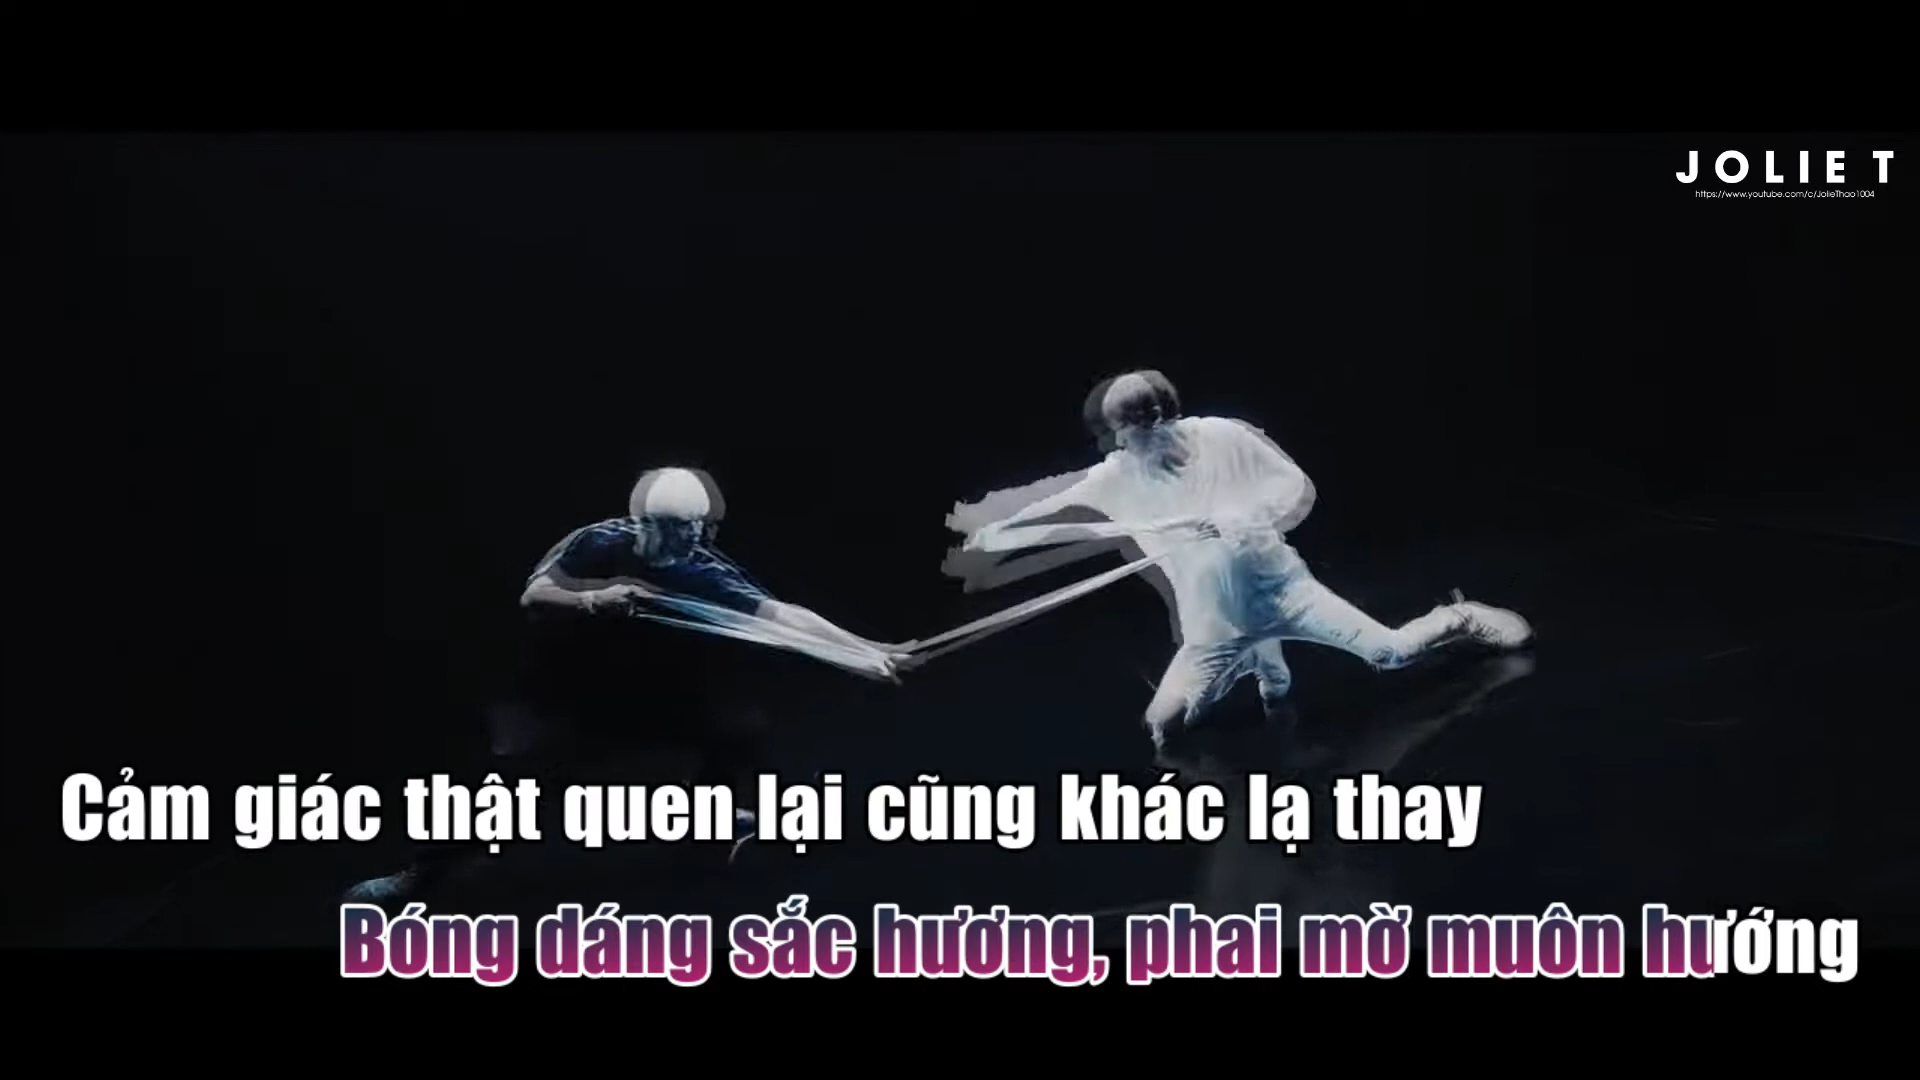 JOLIE T
https://www.youtube.com/c/JolieThao1004
Cảm giác thật quen lại cũng khác lạ thay
Bóng dáng sắc hương, phai mờ muôn hướng